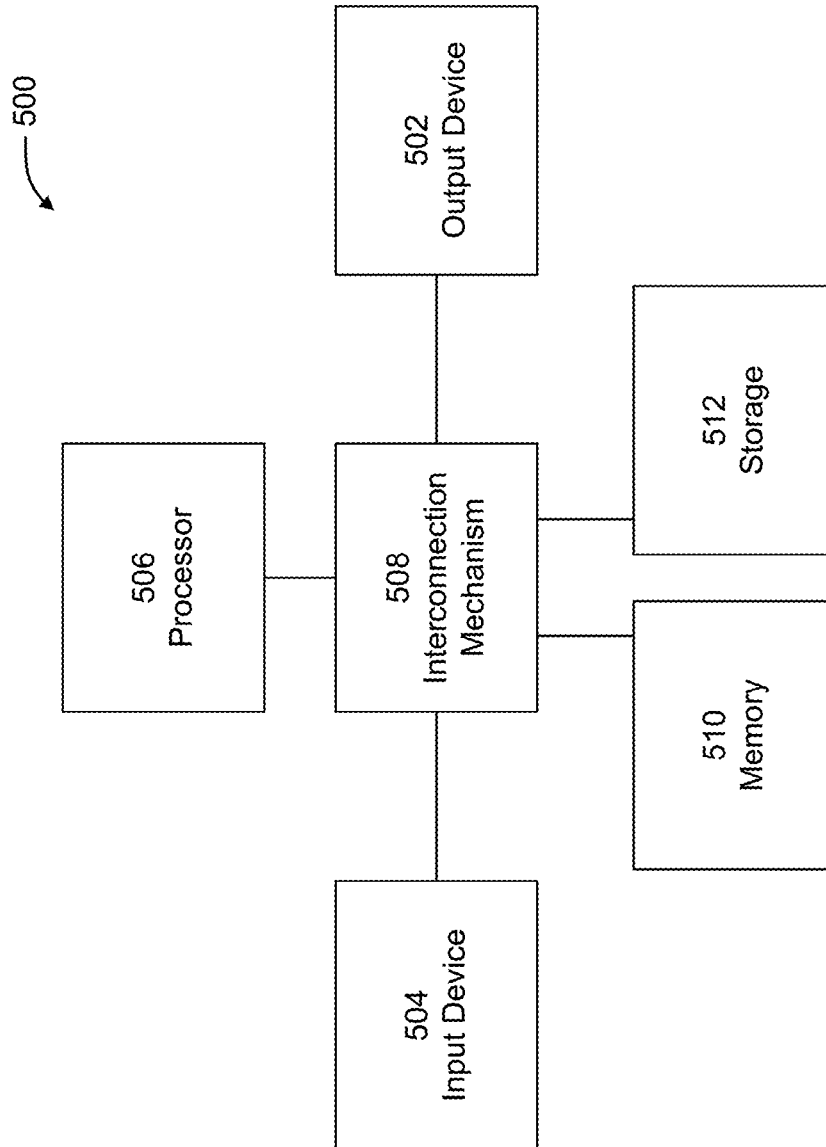 500
506
Processor
504
Input Device
508
Interconnection
Mechanism
502
Output Device
510
Memory
512
Storage